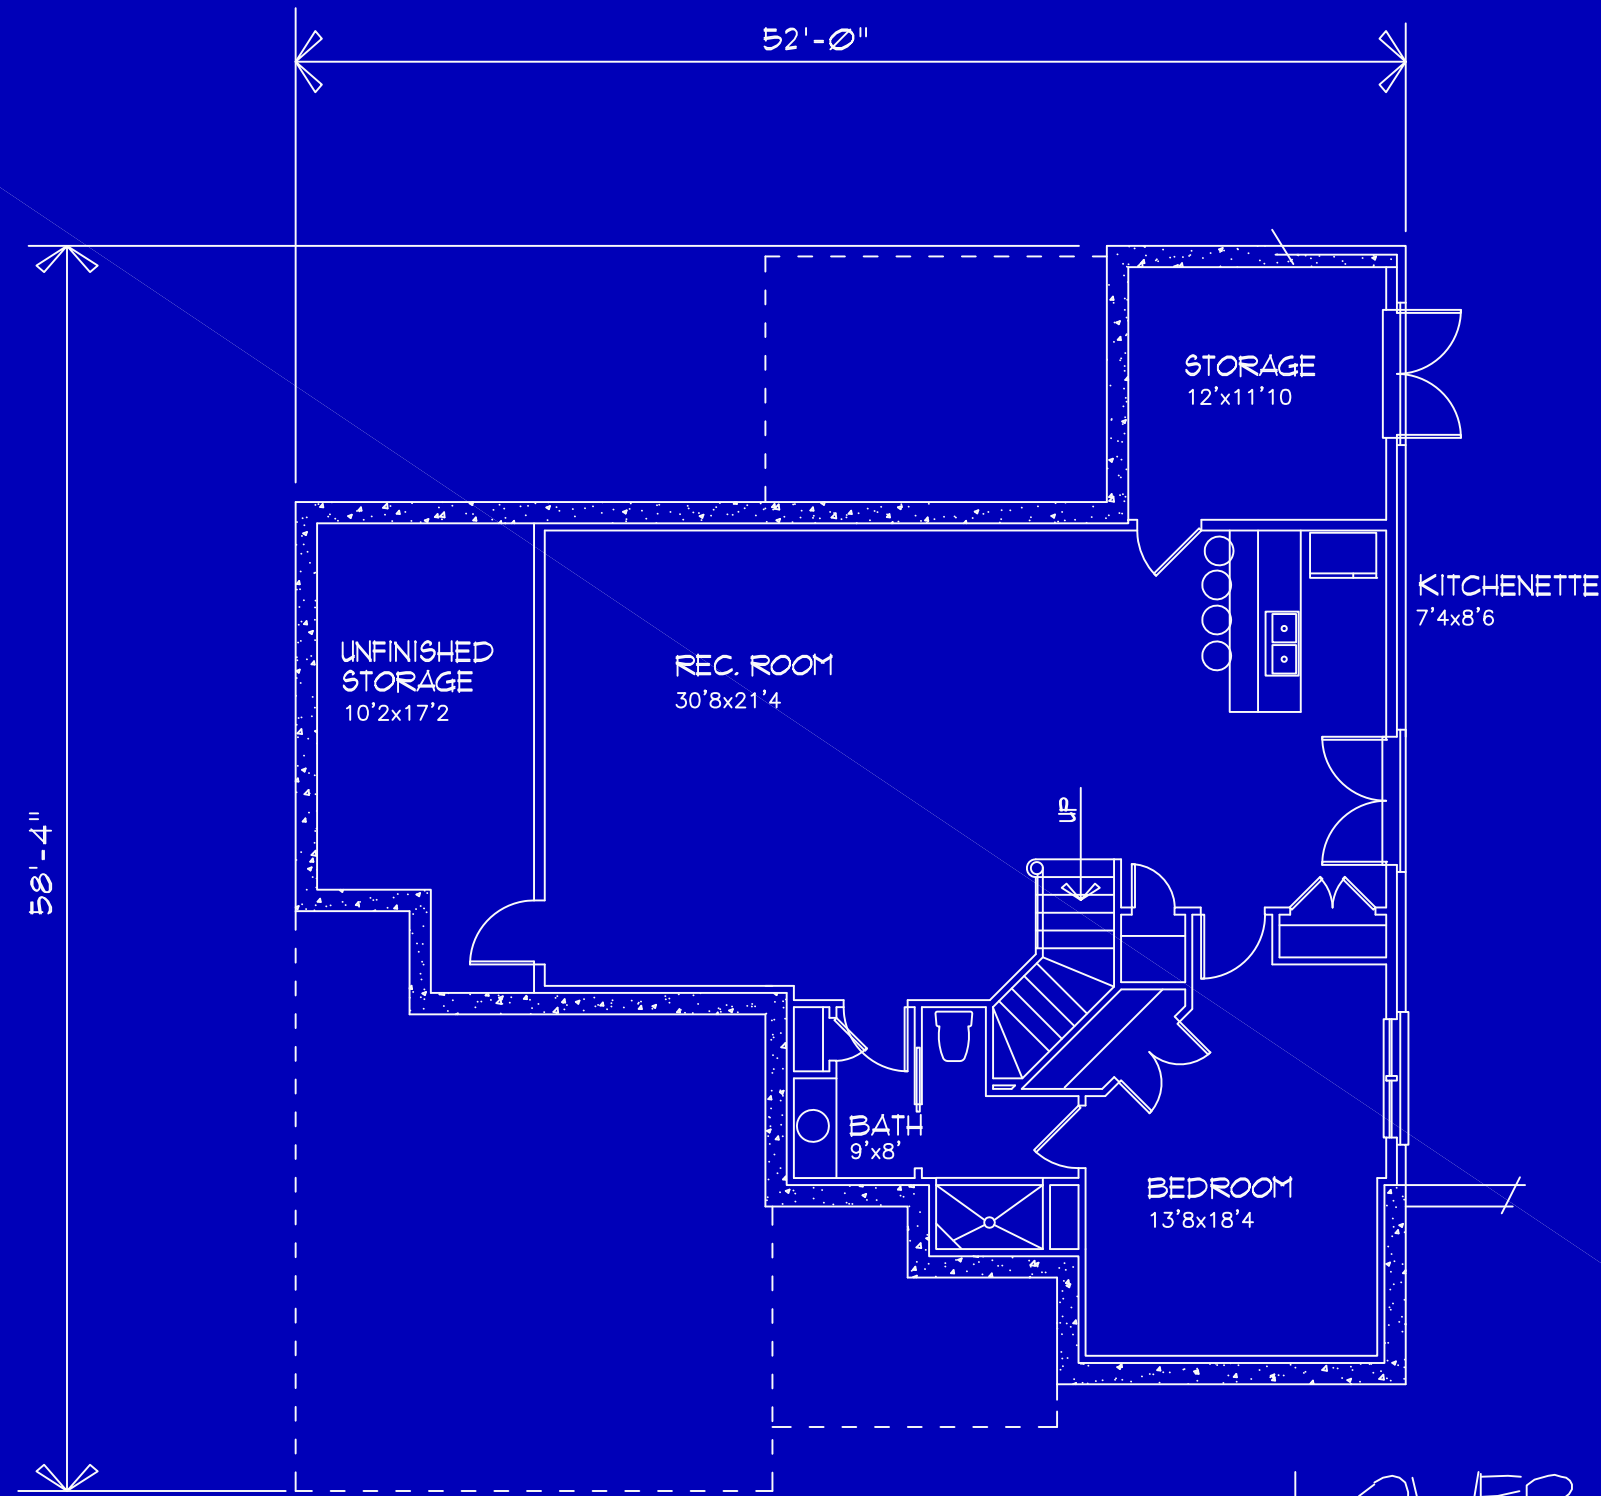 52'-0"
STORAGE
12'x11'10
KITCHENETTE
7'4x8'6
UNFINISHED
STORAGE
10'2x17'2
REC. ROOM
30'8x21'4
UP
58'-4"
BATH
9'x8'
BEDROOM
13'8x18'4